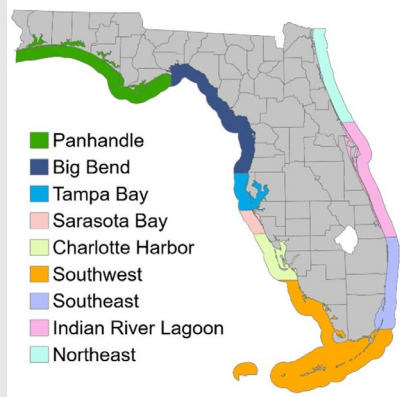 Panhandle
Big Bend
Tampa Bay
Sarasota Bay
Charlotte Harbor
Southwest
Southeast
Indian River Lagoon
Northeast